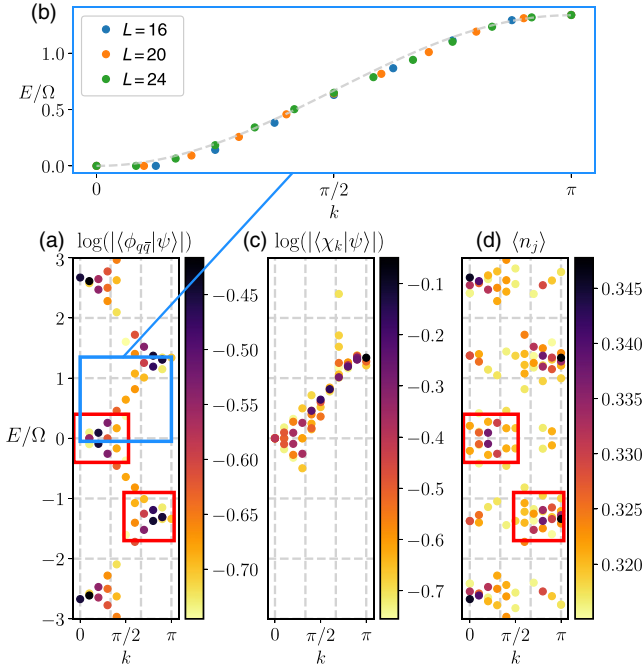 (b)
L = 16
L = 20
L = 24
E/Ω
1.0
0.5
0.0
0
π/2
π
k
(a) log(|⟨ϕ_{qq̄}|ψ⟩|)
(c) log(|⟨χ_k|ψ⟩|)
(d) ⟨n_j⟩
E/Ω
3
2
1
0
−1
−2
−3
0
π/2
π
k
−0.45
−0.50
−0.55
−0.60
−0.65
−0.70
0
π/2
π
k
−0.1
−0.2
−0.3
−0.4
−0.5
−0.6
−0.7
0
π/2
π
k
0.345
0.340
0.335
0.330
0.325
0.320